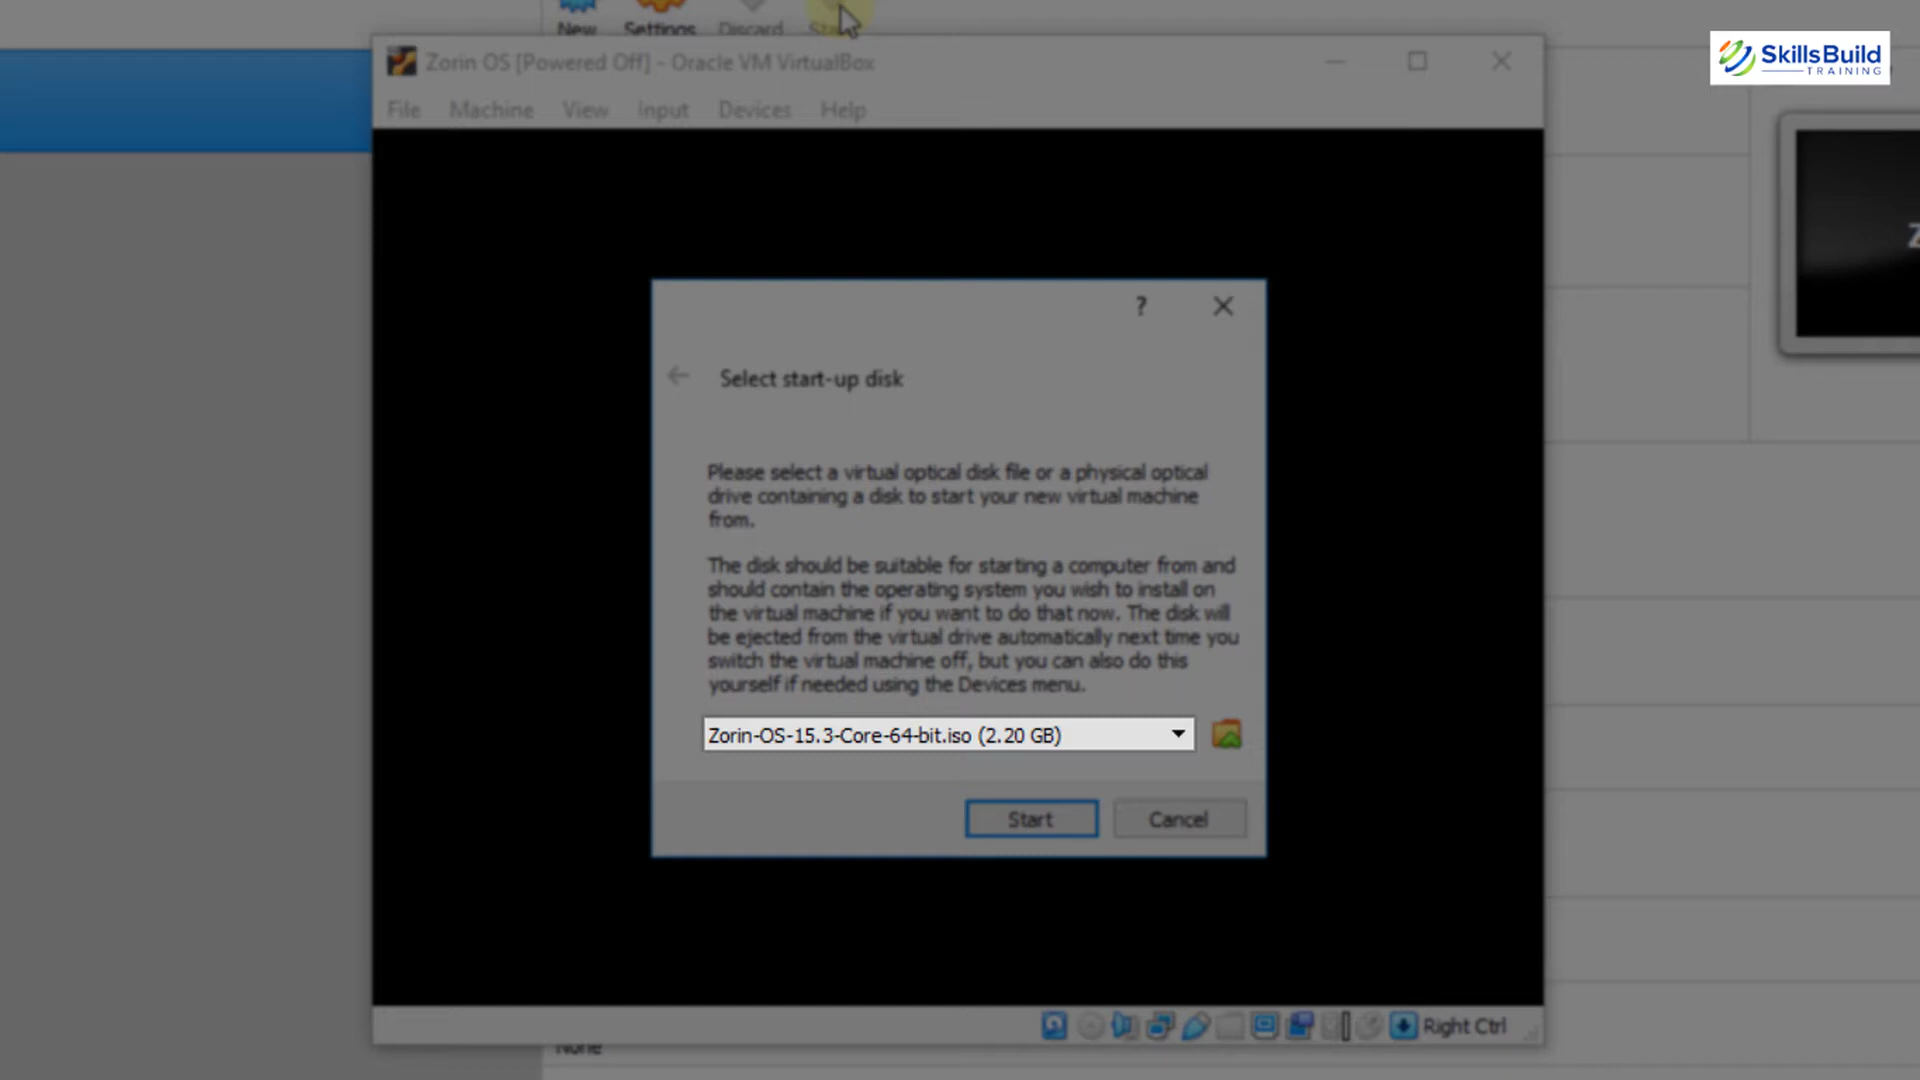 New Settings Discard
SkillsBuild
TRAINING
Zorin OS [Powered Off] - Oracle VM VirtualBox
File Machine View Input Devices Help
Z
?
Select start-up disk
Please select a virtual optical disk file or a physical optical
drive containing a disk to start your new virtual machine
from.
The disk should be suitable for starting a computer from and
should contain the operating system you wish to install on
the virtual machine if you want to do that now. The disk will
be ejected from the virtual drive automatically next time you
switch the virtual machine off, but you can also do this
yourself if needed using the Devices menu.
Zorin-OS-15.3-Core-64-bit.iso (2.20 GB)
Start Cancel
Right Ctrl
None